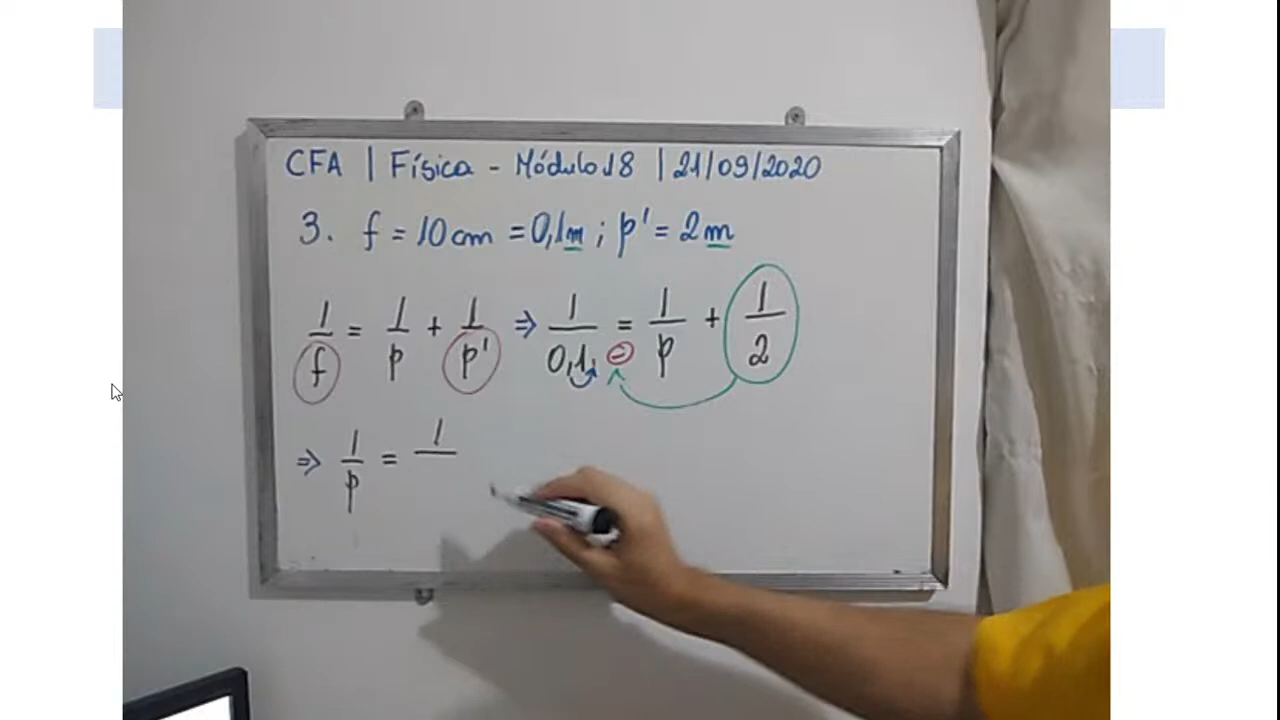 CFA | Física - Módulo 18 | 21/09/2020
3. f = 10 cm = 0,1m ; p' = 2 m
1/f = 1/p + 1/p' ⇒ 1/0,1 = 1/p + 1/2
⊖
⇒ 1/p = 1/